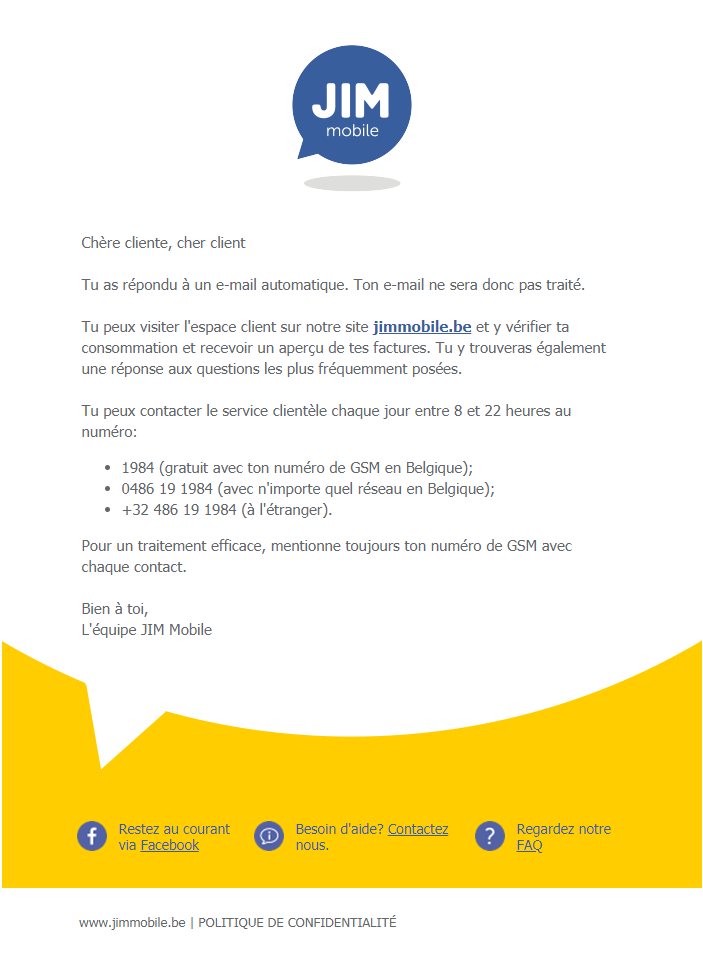 JIM
mobile
Chère cliente, cher client
Tu as répondu à un e-mail automatique. Ton e-mail ne sera donc pas traité.
Tu peux visiter l'espace client sur notre site jimmobile.be et y vérifier ta
consommation et recevoir un aperçu de tes factures. Tu y trouveras également
une réponse aux questions les plus fréquemment posées.
Tu peux contacter le service clientèle chaque jour entre 8 et 22 heures au
numéro:
• 1984 (gratuit avec ton numéro de GSM en Belgique);
• 0486 19 1984 (avec n'importe quel réseau en Belgique);
• +32 486 19 1984 (à l'étranger).
Pour un traitement efficace, mentionne toujours ton numéro de GSM avec
chaque contact.
Bien à toi,
L'équipe JIM Mobile
Restez au courant
via Facebook
Besoin d'aide? Contactez
nous.
Regardez notre
FAQ
www.jimmobile.be | POLITIQUE DE CONFIDENTIALITÉ